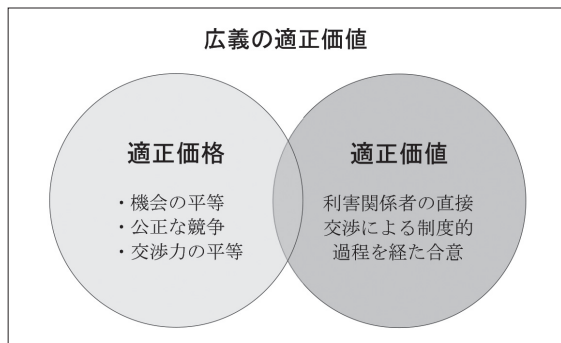 広義の適正価値
適正価格
・機会の平等
・公正な競争
・交渉力の平等
適正価値
利害関係者の直接
交渉による制度的
過程を経た合意